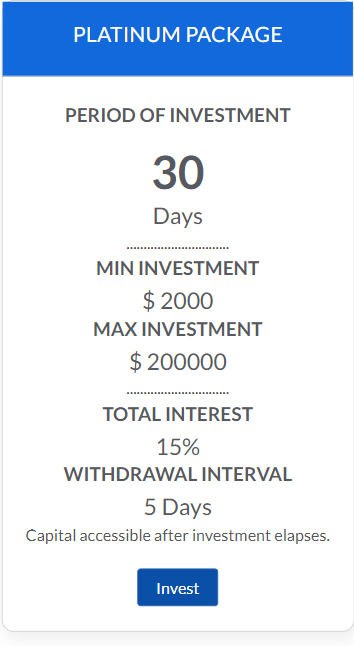 PLATINUM PACKAGE
PERIOD OF INVESTMENT
30
Days
..............................
MIN INVESTMENT
$ 2000
MAX INVESTMENT
$ 200000
..............................
TOTAL INTEREST
15%
WITHDRAWAL INTERVAL
5 Days
Capital accessible after investment elapses.
Invest